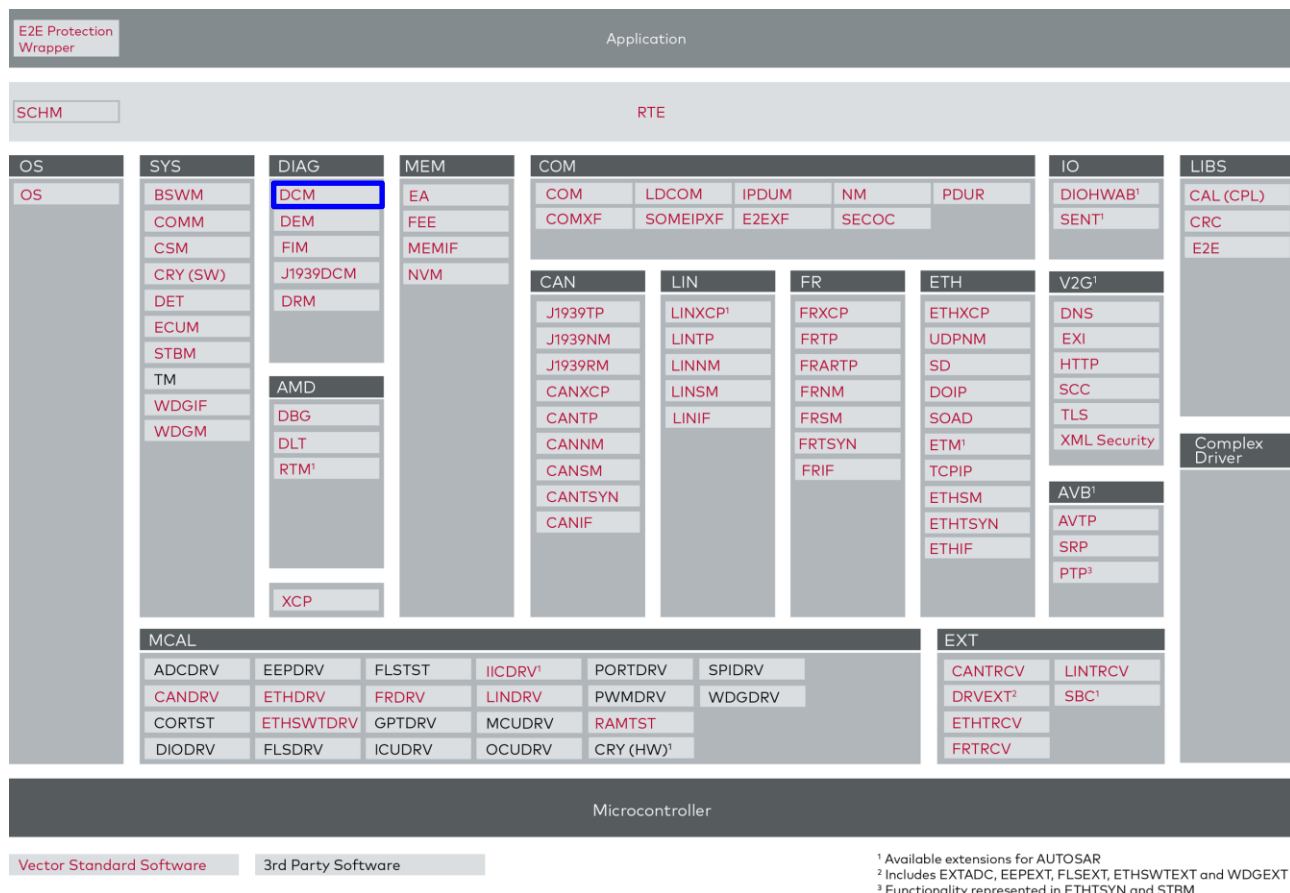 E2E Protection
Wrapper
Application
SCHM
RTE
OS
OS
SYS
BSWM
COMM
CSM
CRY (SW)
DET
ECUM
STBM
TM
WDGIF
WDGM
DIAG
DCM
DEM
FIM
J1939DCM
DRM
AMD
DBG
DLT
RTM¹
XCP
MEM
EA
FEE
MEMIF
NVM
COM
COM LDCOM IPDUM NM PDUR
COMXF SOMEIPXF E2EXF SECOC
CAN
J1939TP
J1939NM
J1939RM
CANXCP
CANTP
CANNM
CANSM
CANTSYN
CANIF
LIN
LINXCP¹
LINTP
LINNM
LINSM
LINIF
FR
FRXCP
FRTP
FRARTP
FRNM
FRSM
FRTSYN
FRIF
ETH
ETHXCP
UDPNM
SD
DOIP
SOAD
ETM¹
TCPIP
ETHSM
ETHTSYN
ETHIF
IO
DIOHWAB¹
SENT¹
V2G¹
DNS
EXI
HTTP
SCC
TLS
XML Security
AVB¹
AVTP
SRP
PTP³
LIBS
CAL (CPL)
CRC
E2E
Complex
Driver
MCAL
ADCDRV EEPDRV FLSTST IICDRV¹ PORTDRV SPIDRV
CANDRV ETHDRV FRDRV LINDRV PWMDRV WDGDRV
CORTST ETHSWTDRV GPTDRV MCUDRV RAMTST
DIODRV FLSDRV ICUDRV OCUDRV CRY (HW)¹
EXT
CANTRCV LINTRCV
DRVEXT² SBC¹
ETHTRCV
FRTRCV
Microcontroller
Vector Standard Software
3rd Party Software
¹ Available extensions for AUTOSAR
² Includes EXTADC, EEPEXT, FLSEXT, ETHSWTEXT and WDGEXT
³ Functionality represented in ETHTSYN and STBM